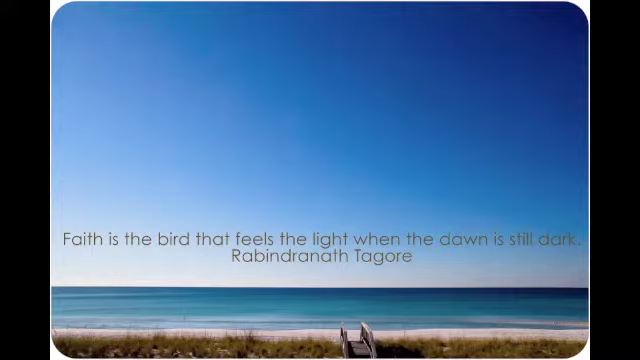 Faith is the bird that feels the light when the dawn is still dark.
Rabindranath Tagore